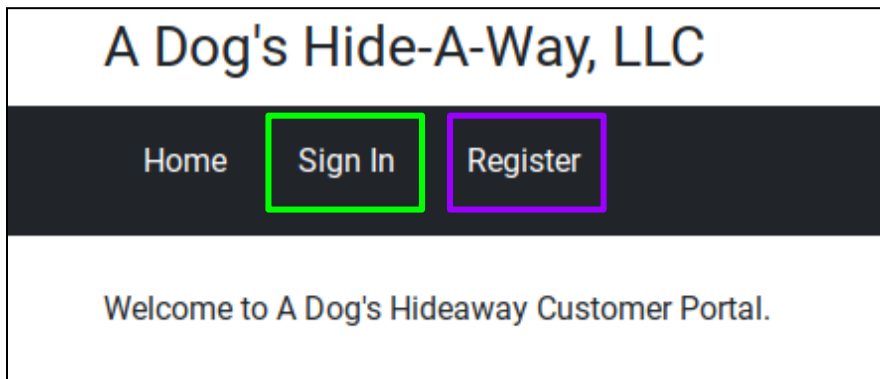 A Dog's Hide-A-Way, LLC
Home Sign In Register
Welcome to A Dog's Hideaway Customer Portal.